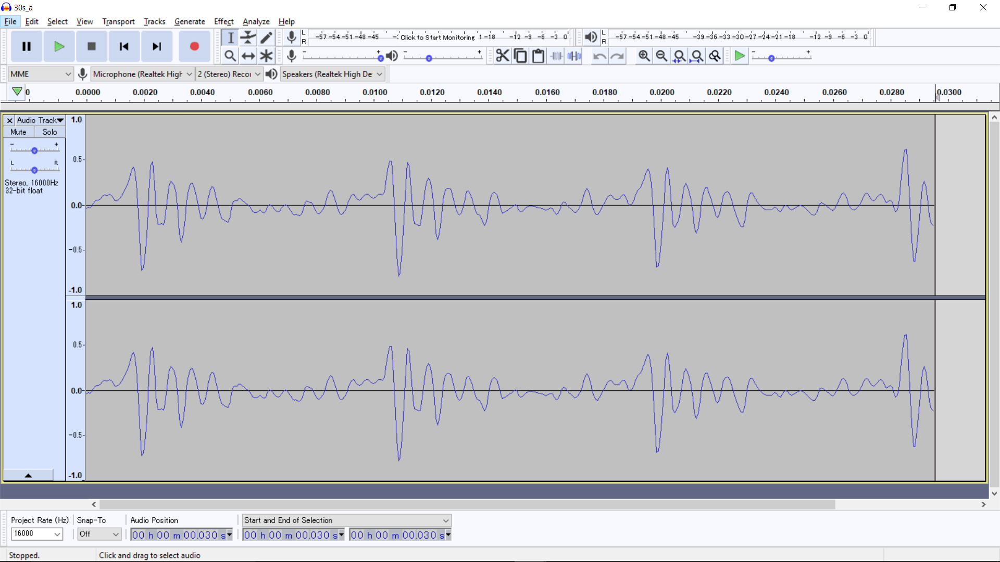 30s_a
File Edit Select View Transport Tracks Generate Effect Analyze Help
L
R
-57 -54 -51 -48 -45 -: Click to Start Monitoring 1 -18 -12 -9 -6 -3 0
L
R
-57 -54 -51 -48 -45 -39 -36 -33 -30 -27 -24 -21 -18 -12 -9 -6 -3 0
- + - + - +
MME Microphone (Realtek High 2 (Stereo) Recor Speakers (Realtek High De
0 0.0000 0.0020 0.0040 0.0060 0.0080 0.0100 0.0120 0.0140 0.0160 0.0180 0.0200 0.0220 0.0240 0.0260 0.0280 0.0300
Audio Track
Mute Solo
- +
L R
Stereo, 16000Hz
32-bit float
1.0
0.5
0.0
-0.5
-1.0
1.0
0.5
0.0
-0.5
-1.0
Project Rate (Hz) Snap-To Audio Position Start and End of Selection
16000 Off 00 h 00 m 00.030 s 00 h 00 m 00.030 s 00 h 00 m 00.030 s
Stopped. Click and drag to select audio